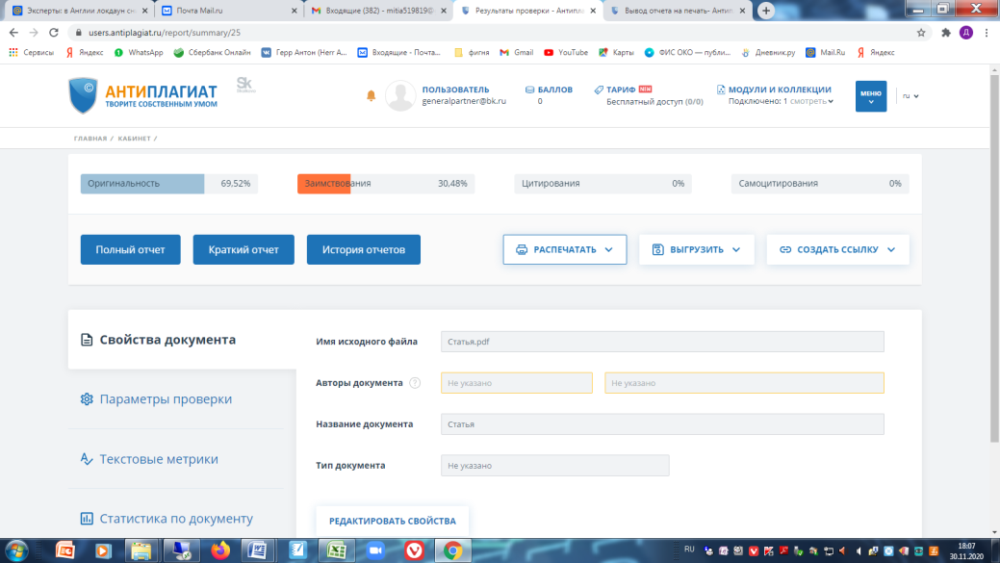 Эксперты: в Англии локдаун сн
Почта Mail.ru
Входящие (382) - mitia519819@
Результаты проверки - Антипла
Вывод отчета на печать- Антип
users.antiplagiat.ru/report/summary/25
Д
Сервисы Яндекс WhatsApp Сбербанк Онлайн Герр Антон (Herr A... Входящие - Почта... фигня Gmail YouTube Карты ФИС ОКО — публи... Дневник.ру Mail.Ru Яндекс
АНТИПЛАГИАТ
ТВОРИТЕ СОБСТВЕННЫМ УМОМ
Sk
ПОЛЬЗОВАТЕЛЬ
generalpartner@bk.ru
БАЛЛОВ
0
ТАРИФ NEW
Бесплатный доступ (0/0)
МОДУЛИ И КОЛЛЕКЦИИ
Подключено: 1 смотреть
МЕНЮ
ru
ГЛАВНАЯ / КАБИНЕТ /
Оригинальность 69,52%
Заимствования 30,48%
Цитирования 0%
Самоцитирования 0%
Полный отчет
Краткий отчет
История отчетов
РАСПЕЧАТАТЬ
ВЫГРУЗИТЬ
СОЗДАТЬ ССЫЛКУ
Свойства документа
Параметры проверки
Текстовые метрики
Статистика по документу
Имя исходного файла Статья.pdf
Авторы документа ? Не указано Не указано
Название документа Статья
Тип документа Не указано
РЕДАКТИРОВАТЬ СВОЙСТВА
RU
18:07
30.11.2020